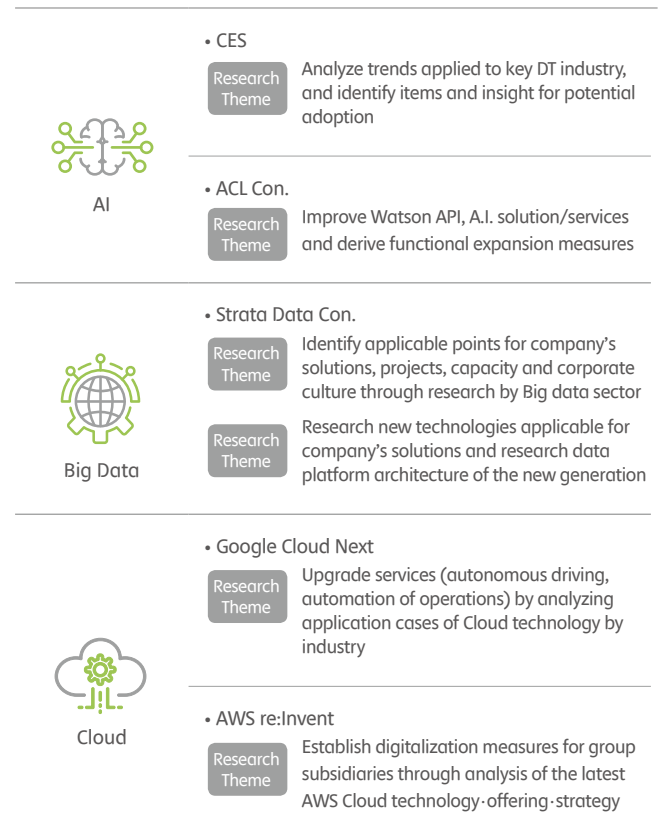 • CES
Research
Theme
Analyze trends applied to key DT industry,
and identify items and insight for potential
adoption
AI
• ACL Con.
Research
Theme
Improve Watson API, A.I. solution/services
and derive functional expansion measures
• Strata Data Con.
Research
Theme
Identify applicable points for company’s
solutions, projects, capacity and corporate
culture through research by Big data sector
Research
Theme
Research new technologies applicable for
company’s solutions and research data
platform architecture of the new generation
Big Data
• Google Cloud Next
Research
Theme
Upgrade services (autonomous driving,
automation of operations) by analyzing
application cases of Cloud technology by
industry
Cloud
• AWS re:Invent
Research
Theme
Establish digitalization measures for group
subsidiaries through analysis of the latest
AWS Cloud technology·offering·strategy